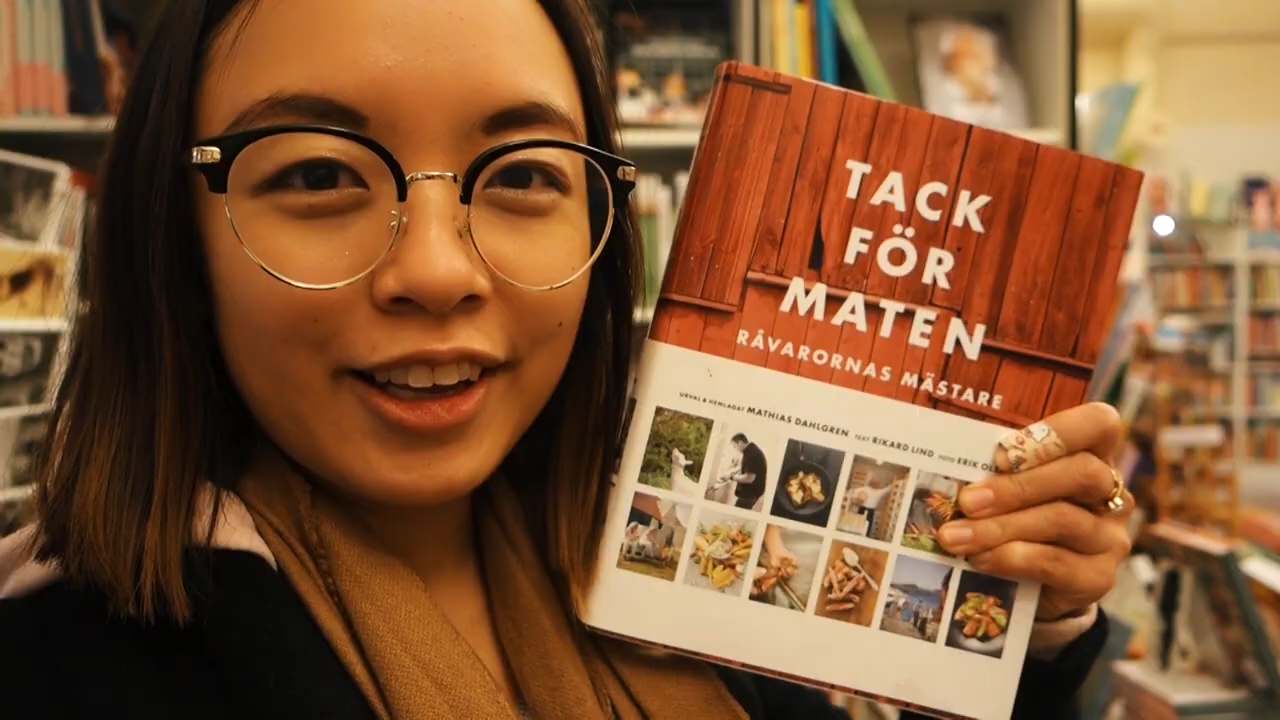 TACK
FÖR
MATEN
RÅVARORNAS MÄSTARE
URVAL & HEMLAGAT MATHIAS DAHLGREN TEXT RIKARD LIND FOTO ERIK